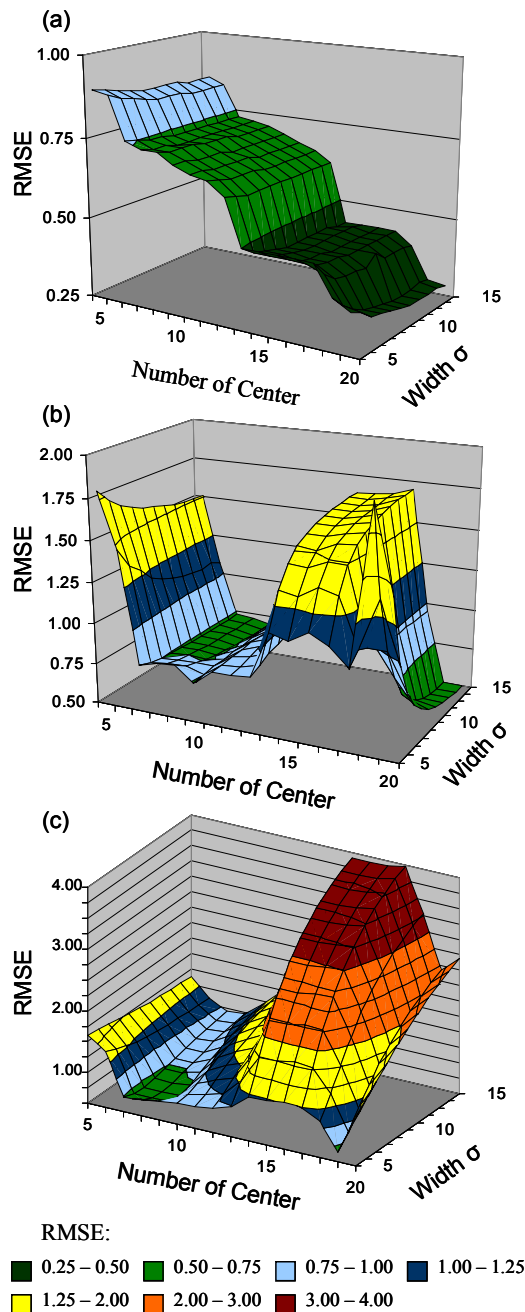 (a)
1.00
0.75
0.50
0.25
RMSE
5
10
15
20
Number of Center
5
10
15
Width σ
(b)
2.00
1.75
1.50
1.25
1.00
0.75
0.50
RMSE
5
10
15
20
Number of Center
5
10
15
Width σ
(c)
4.00
3.00
2.00
1.00
RMSE
5
10
15
20
Number of Center
5
10
15
Width σ
RMSE:
0.25 – 0.50 0.50 – 0.75 0.75 – 1.00 1.00 – 1.25
1.25 – 2.00 2.00 – 3.00 3.00 – 4.00